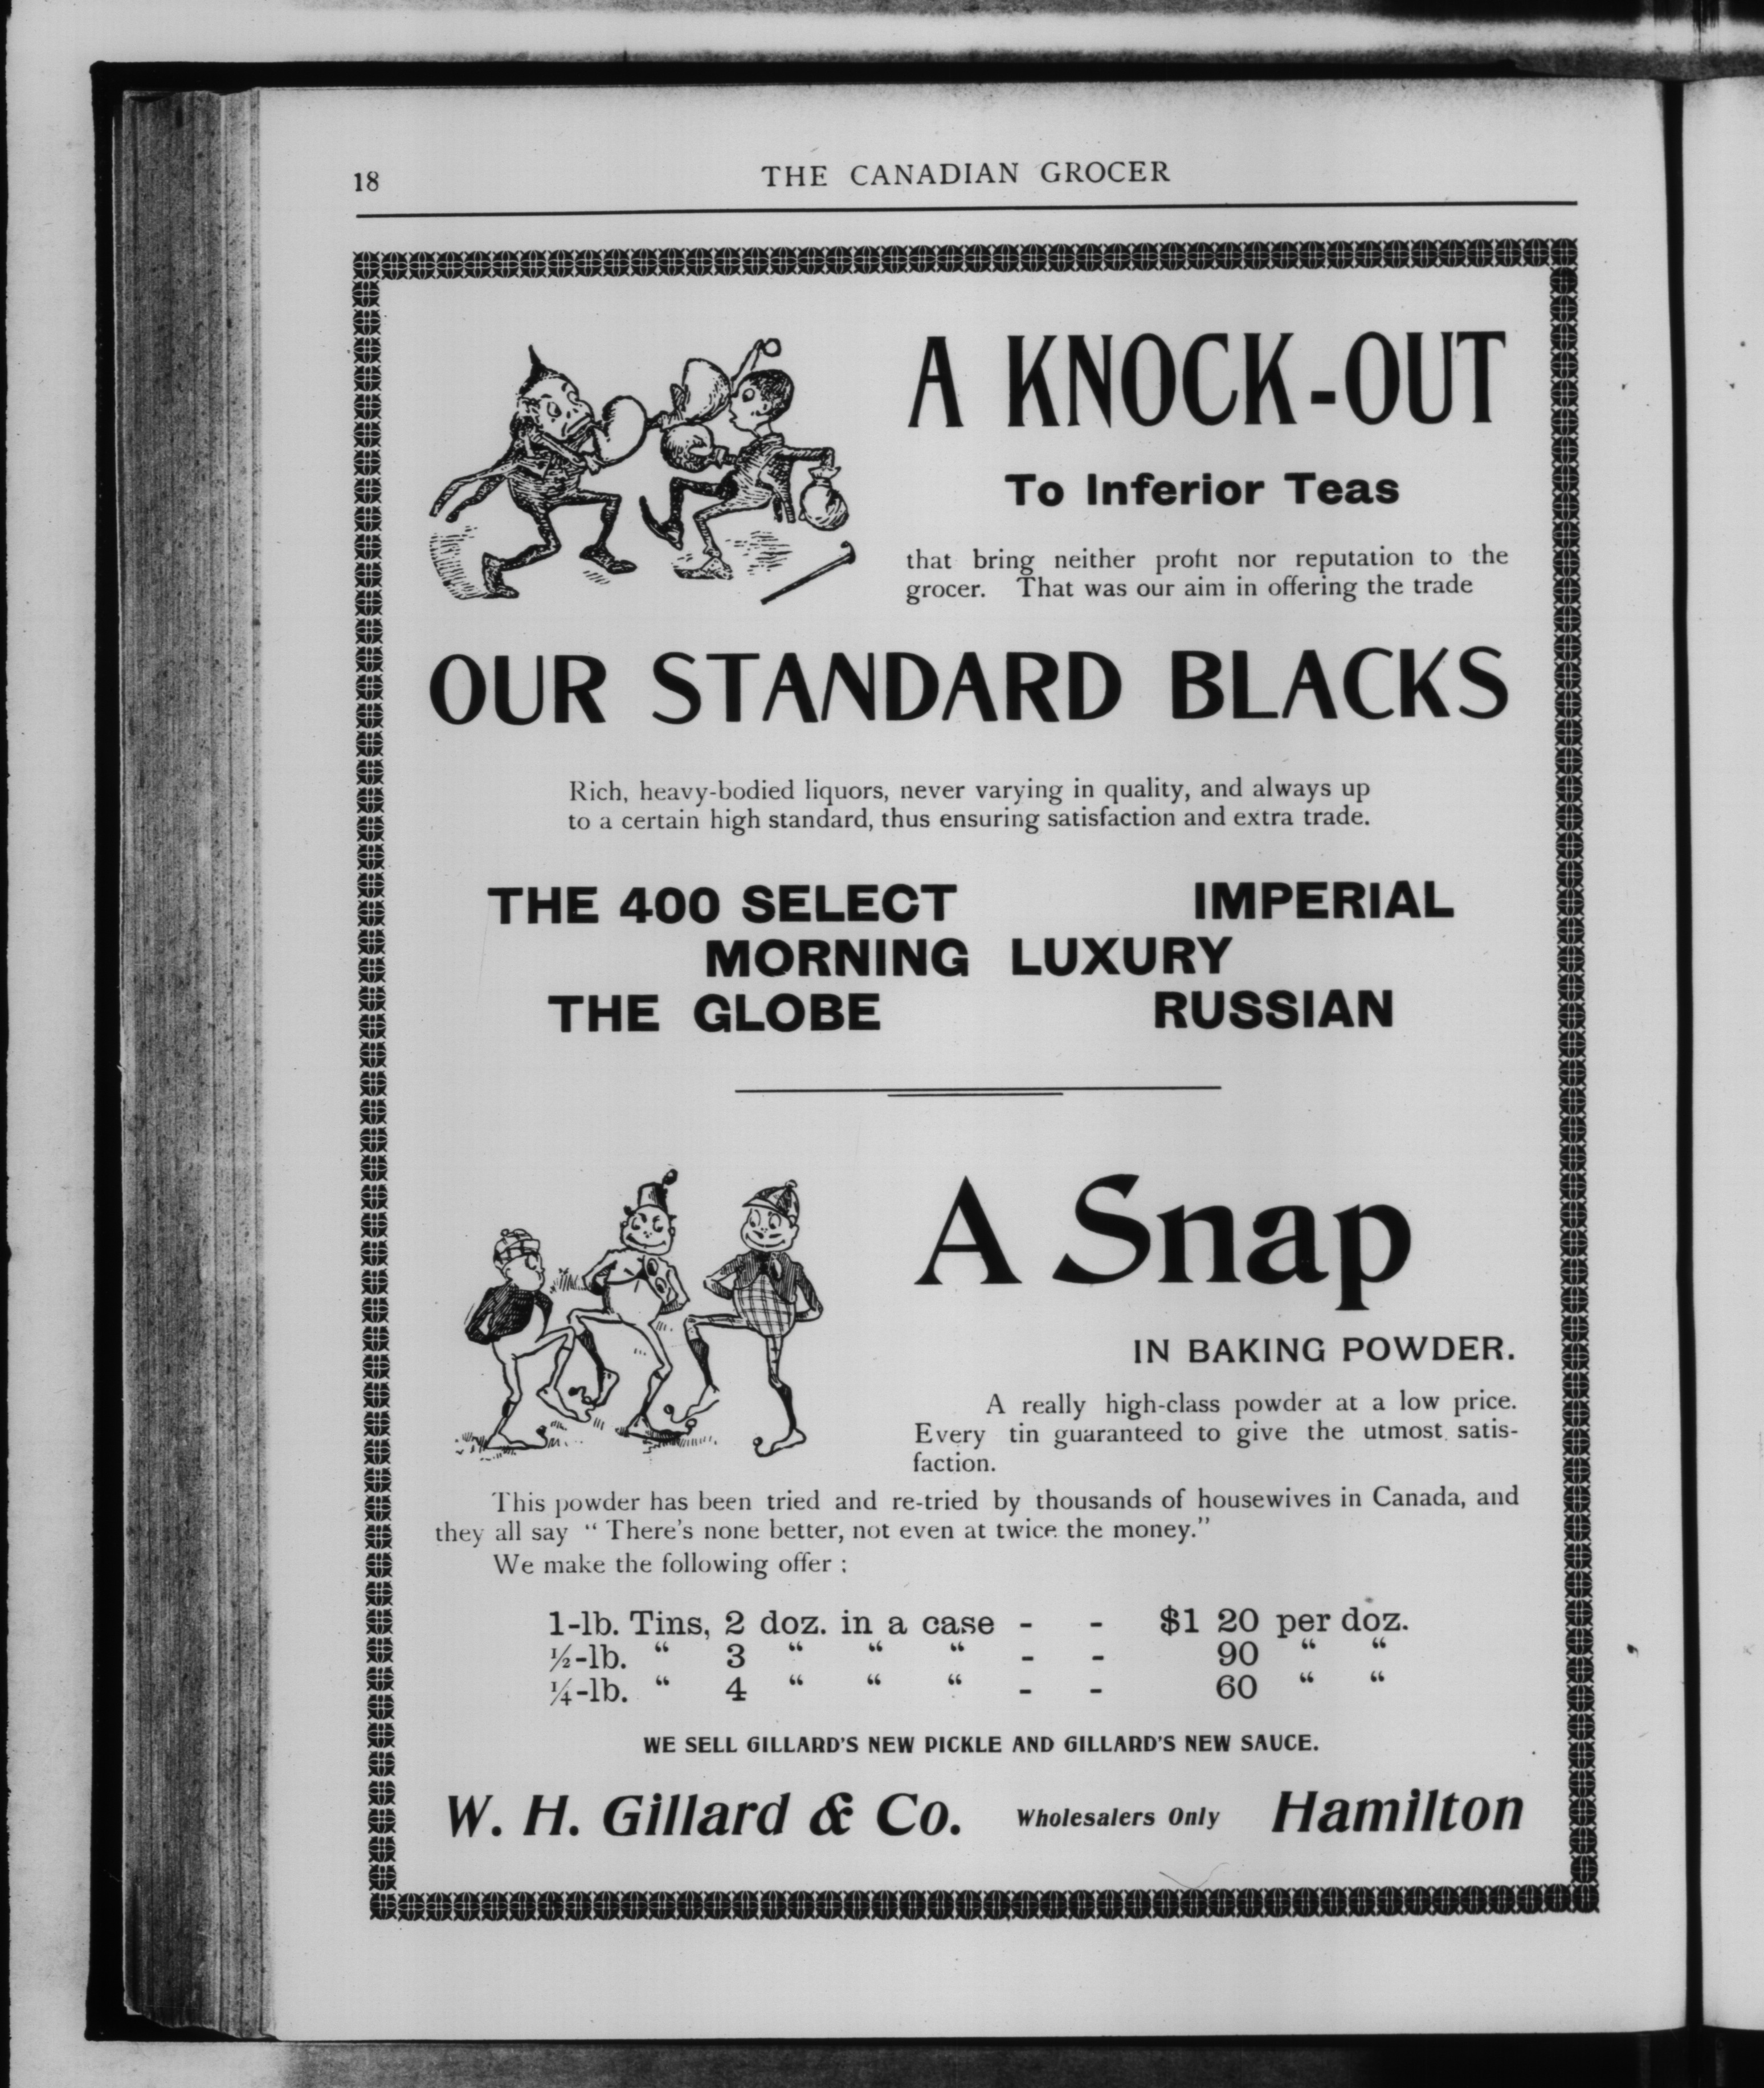 18
THE CANADIAN GROCER
A KNOCK-OUT
To Inferior Teas
that bring neither profit nor reputation to the
grocer. That was our aim in offering the trade
OUR STANDARD BLACKS
Rich, heavy-bodied liquors, never varying in quality, and always up
to a certain high standard, thus ensuring satisfaction and extra trade.
THE 400 SELECT IMPERIAL
MORNING LUXURY
THE GLOBE RUSSIAN
A Snap
IN BAKING POWDER.
A really high-class powder at a low price.
Every tin guaranteed to give the utmost satis-
faction.
This powder has been tried and re-tried by thousands of housewives in Canada, and
they all say “There's none better, not even at twice the money.”
We make the following offer :
1-lb. Tins, 2 doz. in a case - - $1 20 per doz.
½-lb. “ 3 “ “ “ - - 90 “ “
¼-lb. “ 4 “ “ “ - - 60 “ “
WE SELL GILLARD'S NEW PICKLE AND GILLARD'S NEW SAUCE.
W. H. Gillard & Co. Wholesalers Only Hamilton